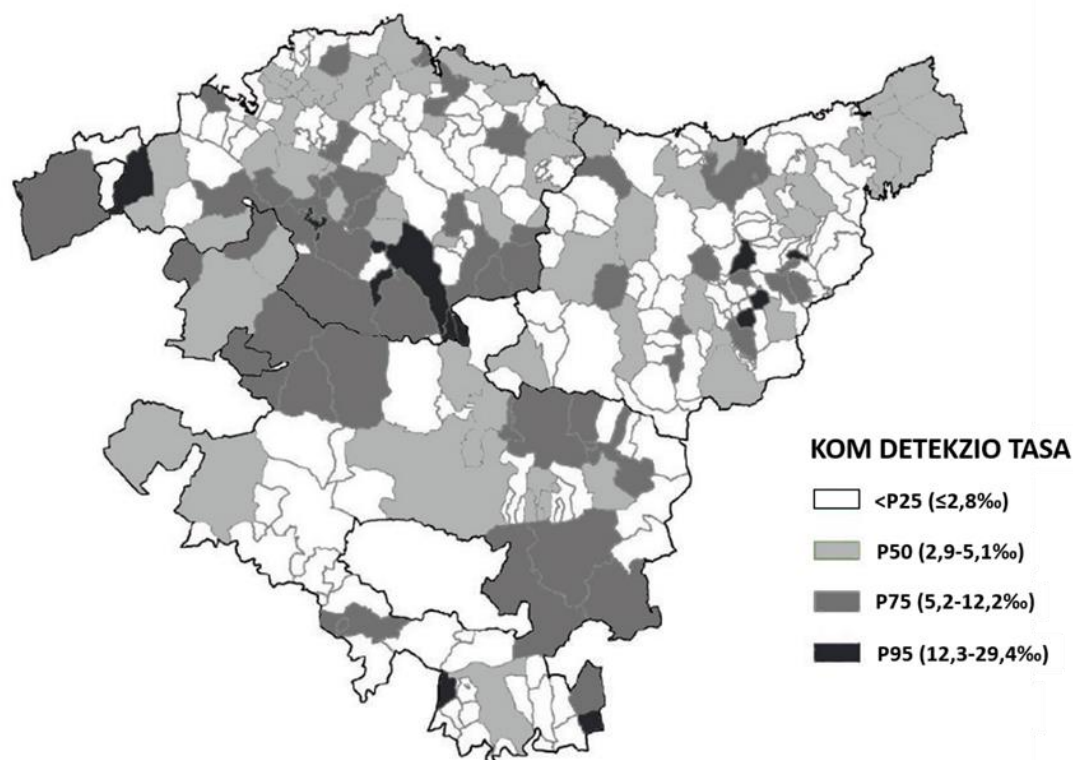 KOM DETEKZIO TASA
<P25 (≤2,8‰)
P50 (2,9-5,1‰)
P75 (5,2-12,2‰)
P95 (12,3-29,4‰)